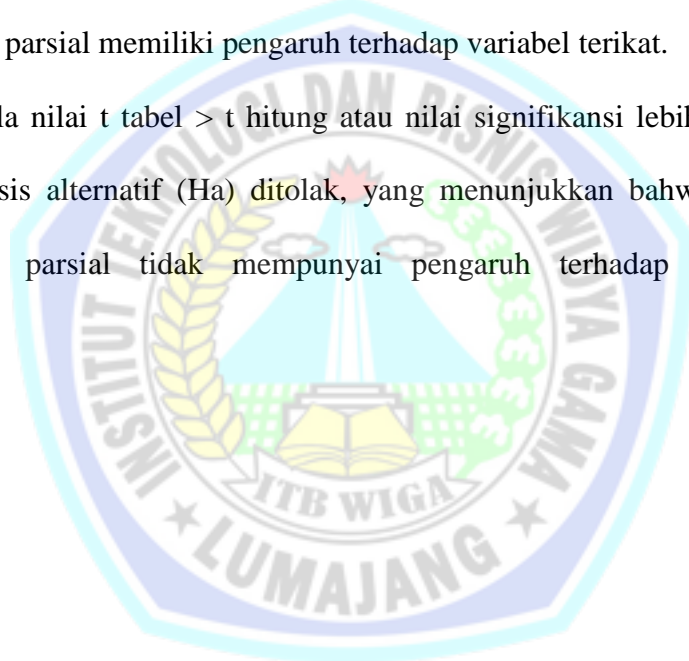 parsial memiliki pengaruh terhadap variabel terikat.
la nilai t tabel > t hitung atau nilai signifikansi lebih
sis alternatif (Ha) ditolak, yang menunjukkan bahw
parsial tidak mempunyai pengaruh terhadap
INSTITUT TEKNOLOGI DAN BISNIS WIDYA GAMA
ITB WIGA
LUMAJANG